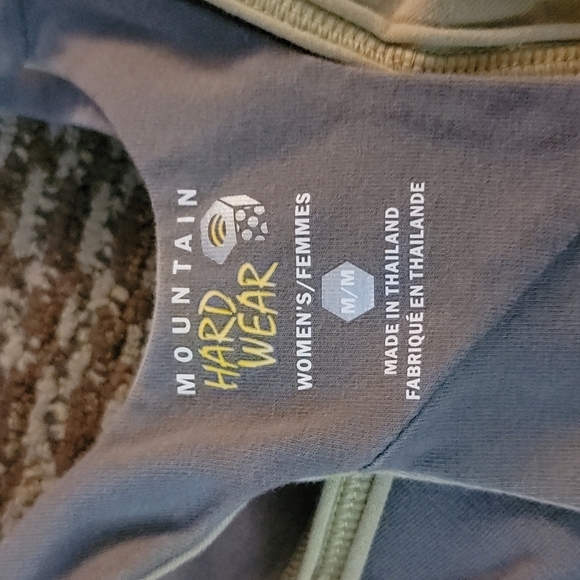 MOUNTAIN
HARD
WEAR
WOMEN'S/FEMMES
M/M
MADE IN THAILAND
FABRIQUÉ EN THAILANDE